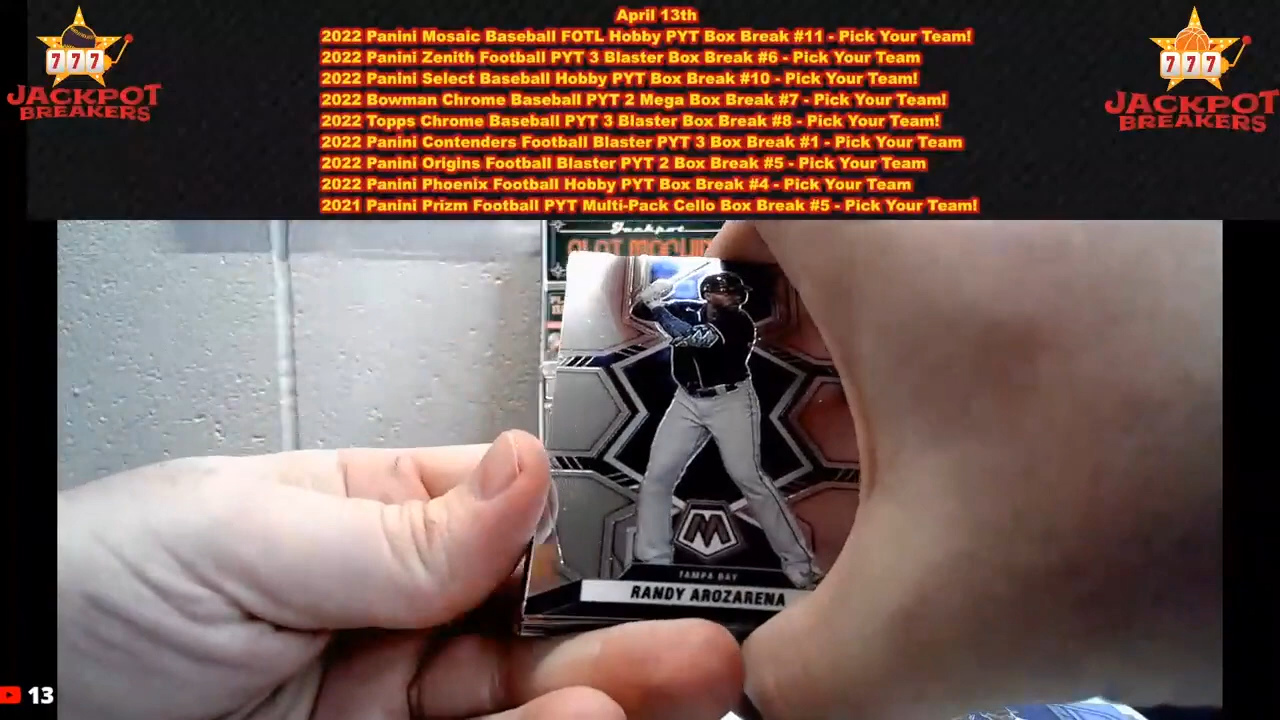 April 13th
2022 Panini Mosaic Baseball FOTL Hobby PYT Box Break #11 - Pick Your Team!
2022 Panini Zenith Football PYT 3 Blaster Box Break #6 - Pick Your Team
2022 Panini Select Baseball Hobby PYT Box Break #10 - Pick Your Team!
2022 Bowman Chrome Baseball PYT 2 Mega Box Break #7 - Pick Your Team!
2022 Topps Chrome Baseball PYT 3 Blaster Box Break #8 - Pick Your Team!
2022 Panini Contenders Football Blaster PYT 3 Box Break #1 - Pick Your Team
2022 Panini Origins Football Blaster PYT 2 Box Break #5 - Pick Your Team
2022 Panini Phoenix Football Hobby PYT Box Break #4 - Pick Your Team
2021 Panini Prizm Football PYT Multi-Pack Cello Box Break #5 - Pick Your Team!
777
JACKPOT
BREAKERS
777
JACKPOT
BREAKERS
Jackpot
M
TAMPA BAY
RANDY AROZARENA
13